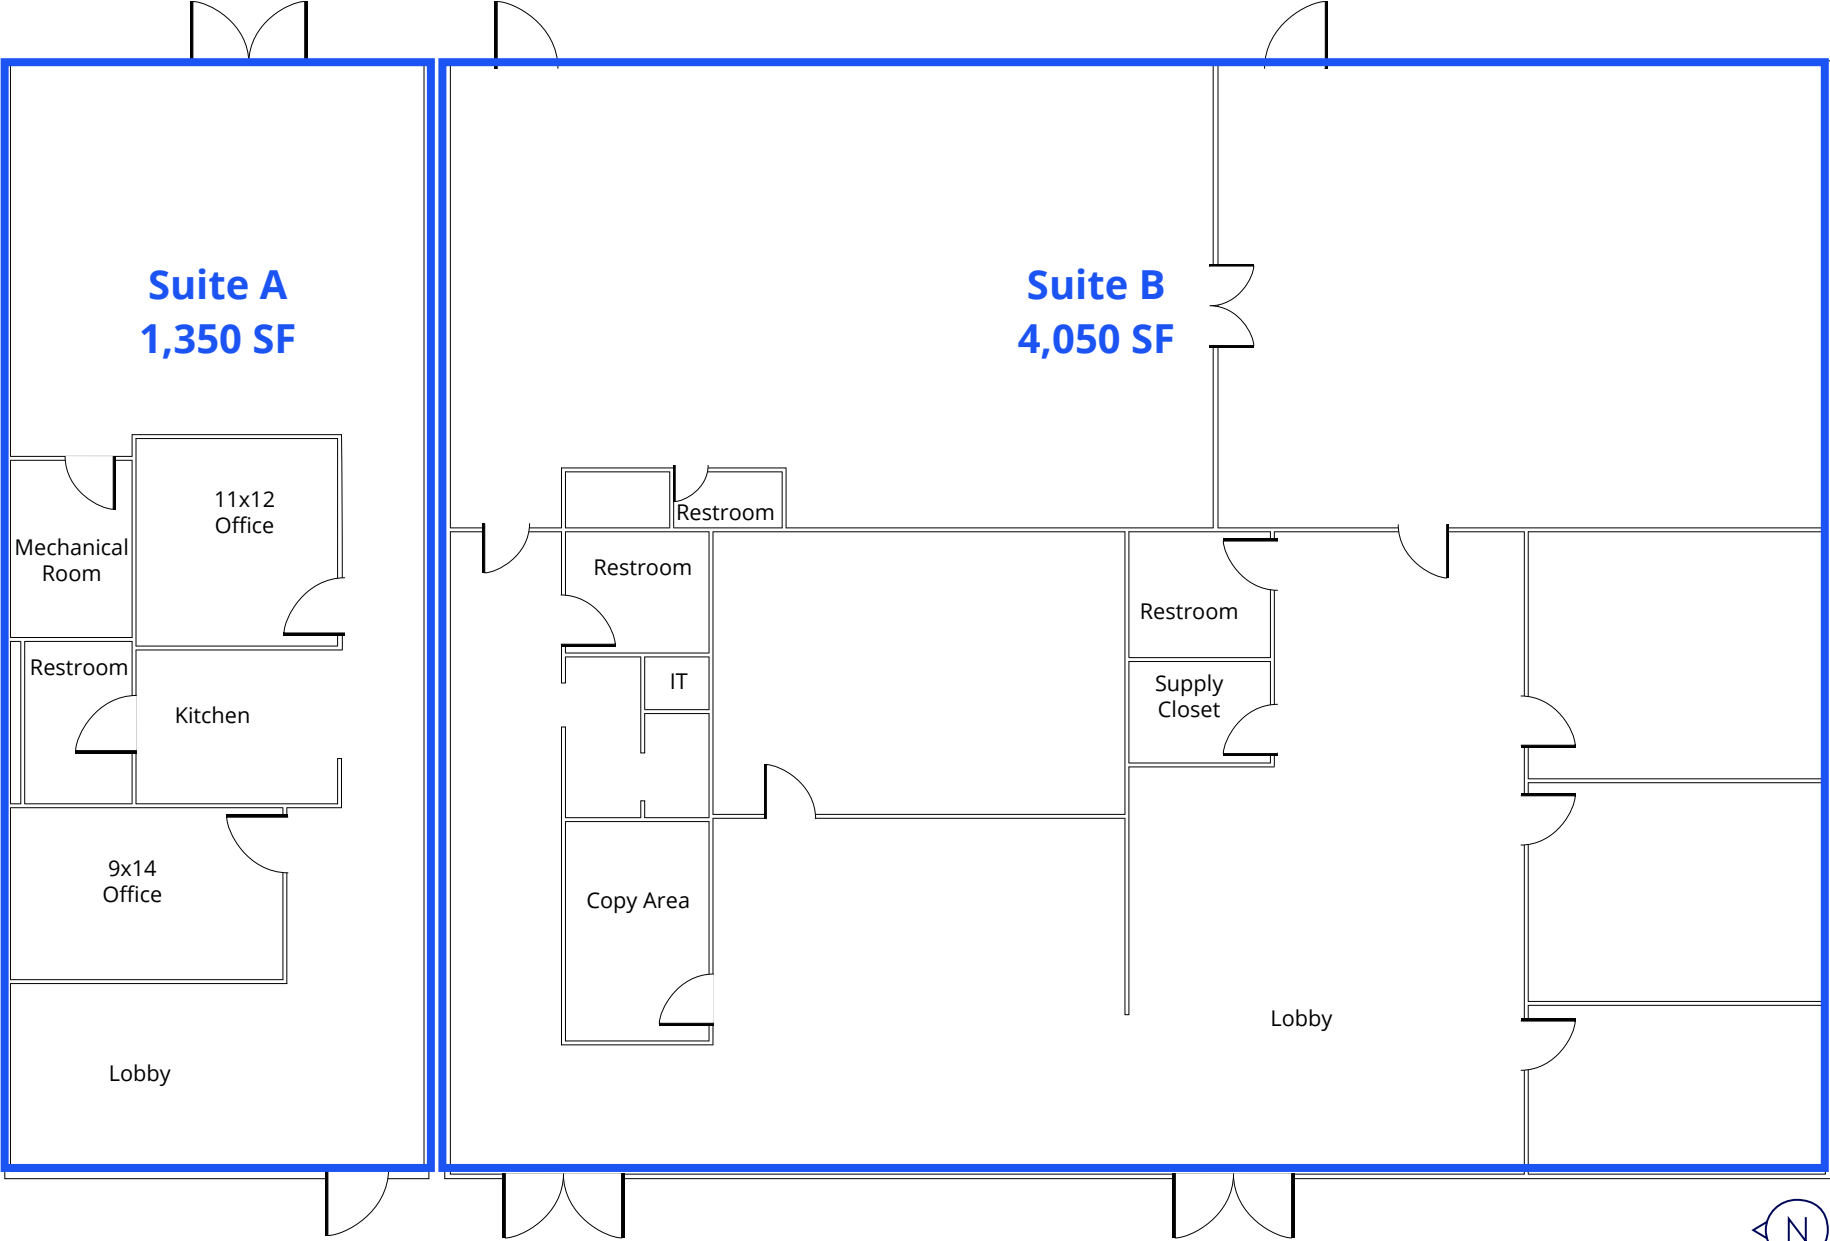 Suite A
1,350 SF
Suite B
4,050 SF
11x12
Office
Mechanical
Room
Restroom
Kitchen
9x14
Office
Lobby
Restroom
Restroom
IT
Copy Area
Restroom
Supply
Closet
Lobby
N